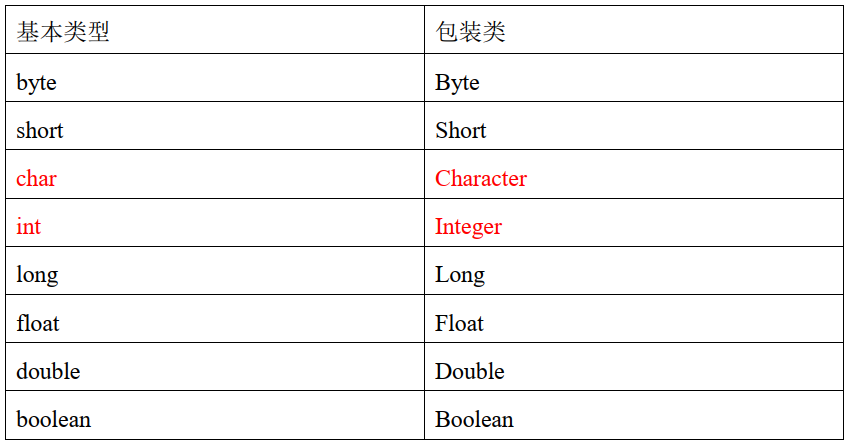 基本类型 包装类
byte Byte
short Short
char Character
int Integer
long Long
float Float
double Double
boolean Boolean